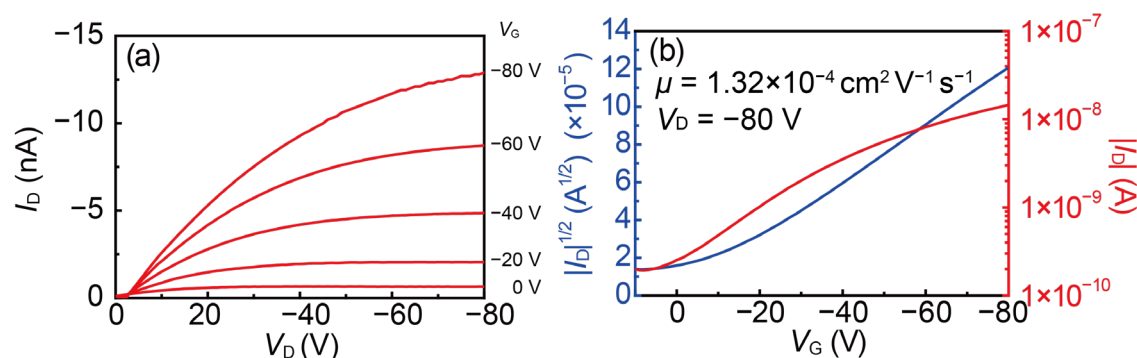 (a)
V_G
−15
−10
−5
0
I_D (nA)
−80 V
−60 V
−40 V
−20 V
0 V
0 20 −40 −60 −80
V_D (V)
(b)
μ = 1.32×10⁻⁴ cm² V⁻¹ s⁻¹
V_D = −80 V
14
12
10
8
6
4
2
0
|I_D|^1/2 (A^1/2) (×10⁻⁵)
1×10⁻⁷
1×10⁻⁸
1×10⁻⁹
1×10⁻¹⁰
|I_D| (A)
0 −20 −40 −60 −80
V_G (V)